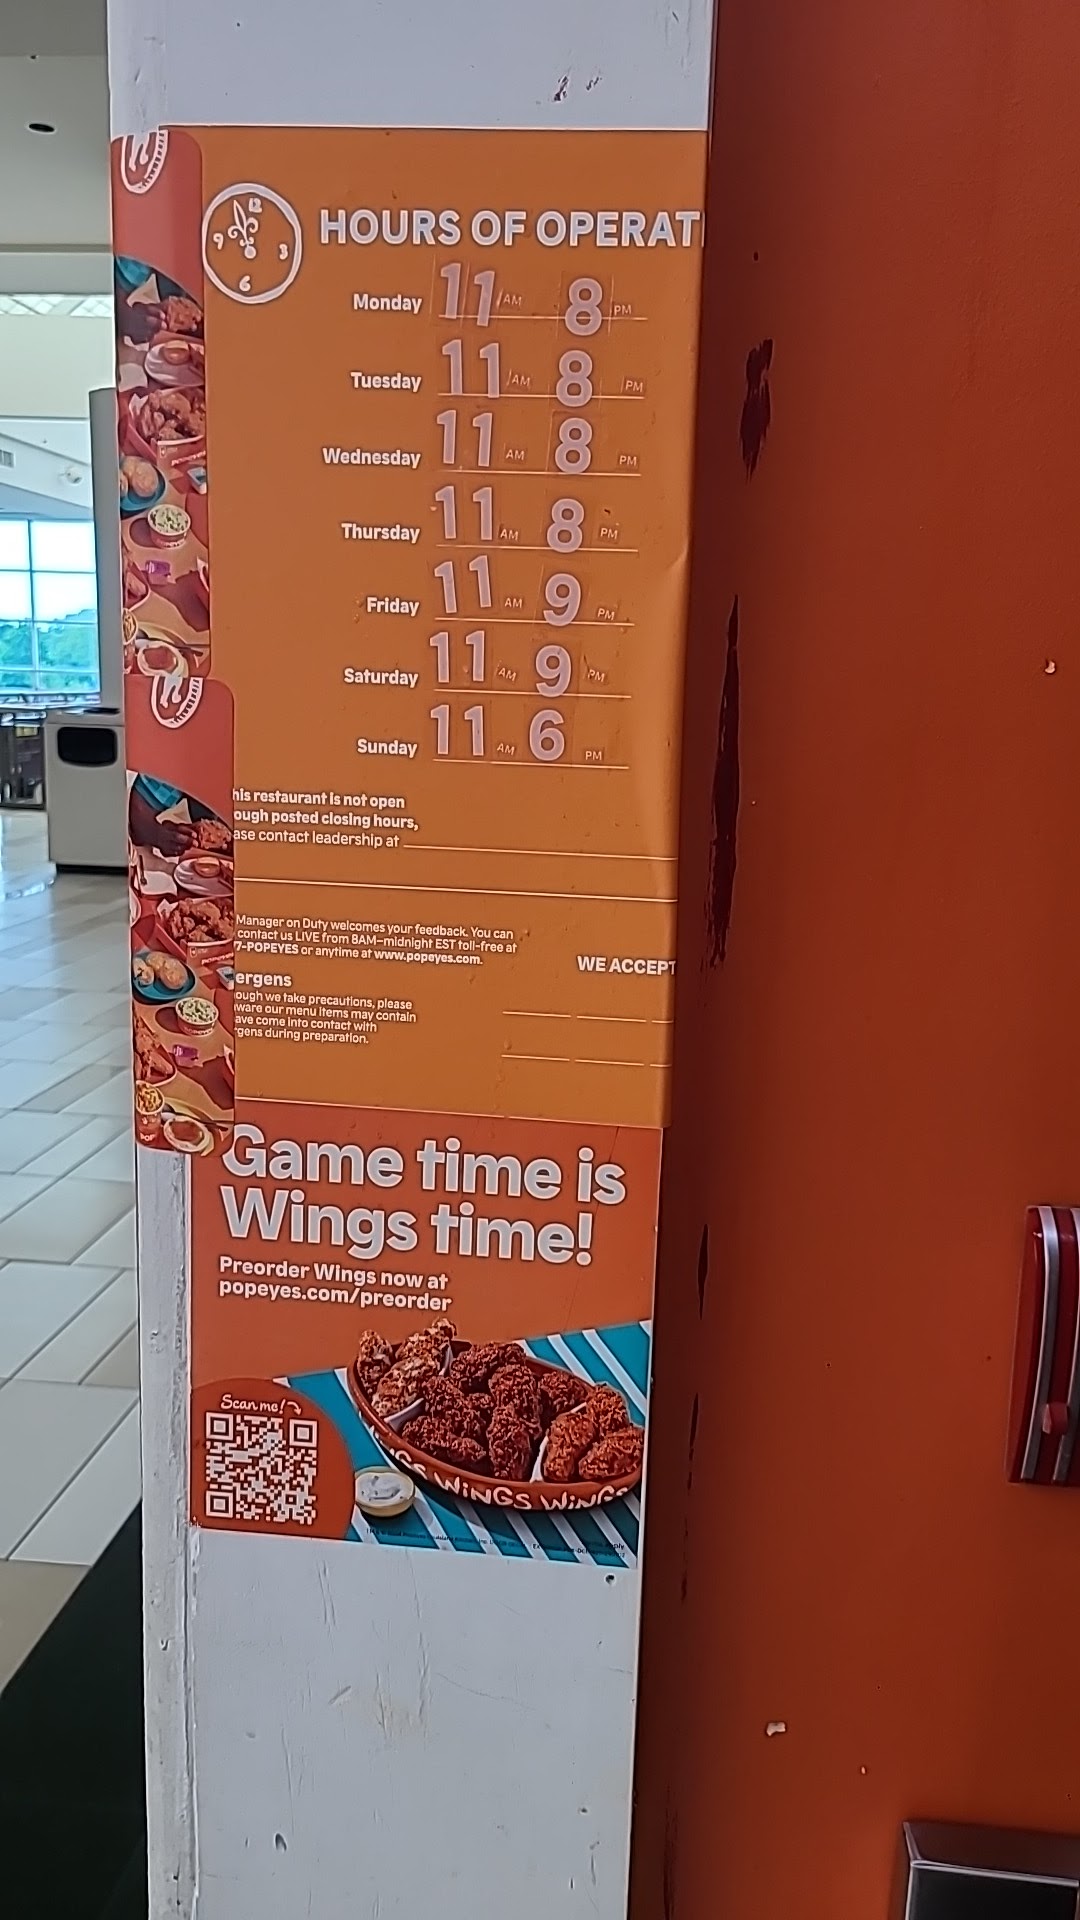 12
9 3
6
HOURS OF OPERAT
Monday 11 AM 8 PM
Tuesday 11 AM 8 PM
Wednesday 11 AM 8 PM
Thursday 11 AM 8 PM
Friday 11 AM 9 PM
Saturday 11 AM 9 PM
Sunday 11 AM 6 PM
his restaurant is not open
ough posted closing hours,
ase contact leadership at
Manager on Duty welcomes your feedback. You can
contact us LIVE from 8AM–midnight EST toll-free at
7-POPEYES or anytime at www.popeyes.com.
WE ACCEPT
ergens
ough we take precautions, please
ware our menu items may contain
ave come into contact with
gens during preparation.
Game time is
Wings time!
Preorder Wings now at
popeyes.com/preorder
Scan me!
WINGS WINGS